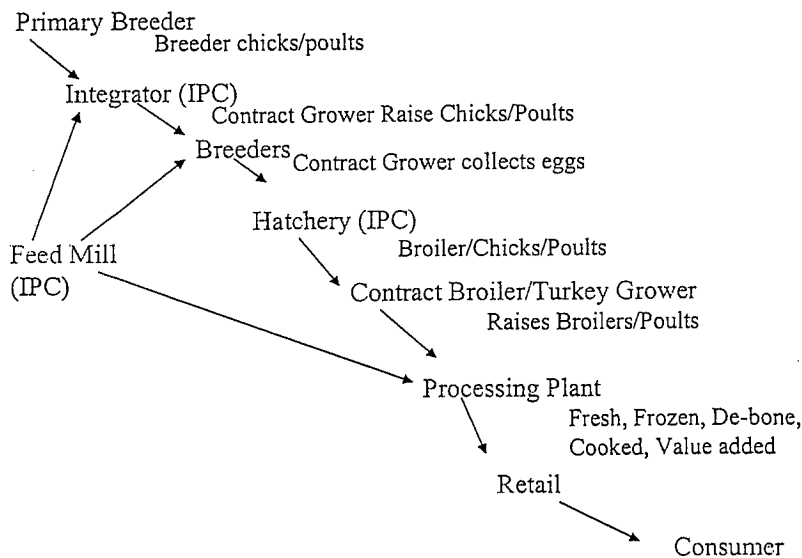 Primary Breeder
Breeder chicks/poults
Integrator (IPC)
Contract Grower Raise Chicks/Poults
Breeders
Contract Grower collects eggs
Hatchery (IPC)
Broiler/Chicks/Poults
Feed Mill
(IPC)
Contract Broiler/Turkey Grower
Raises Broilers/Poults
Processing Plant
Fresh, Frozen, De-bone,
Cooked, Value added
Retail
Consumer